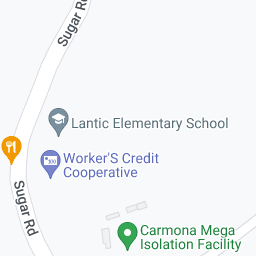 Sugar Rd
Lantic Elementary School
Worker'S Credit
Cooperative
Sugar Rd
Carmona Mega
Isolation Facility